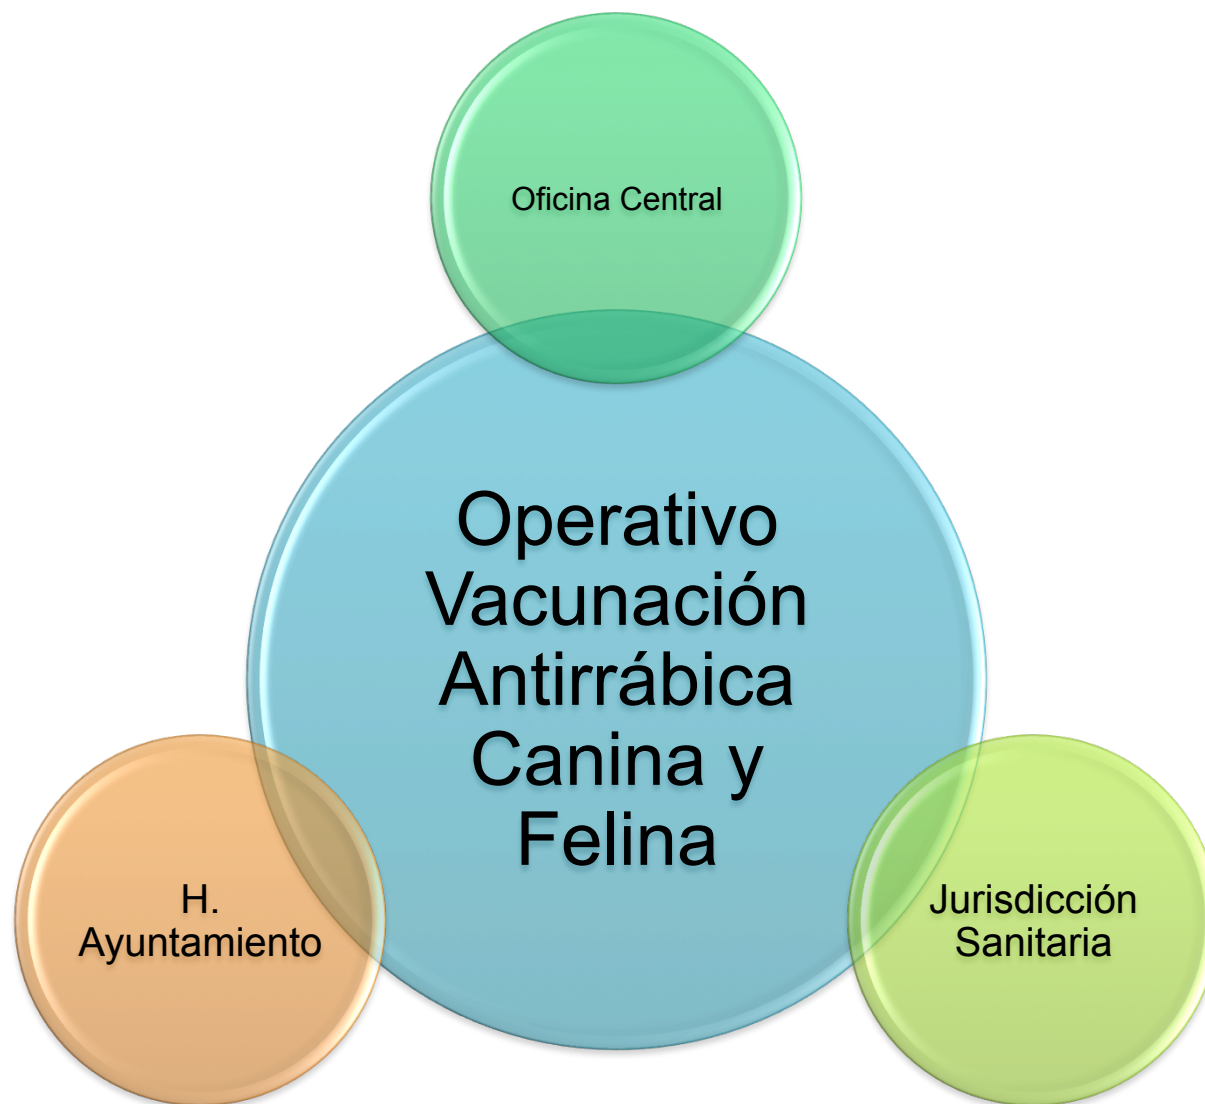 Oficina Central
Operativo
Vacunación
Antirrábica
Canina y
Felina
H.
Ayuntamiento
Jurisdicción
Sanitaria